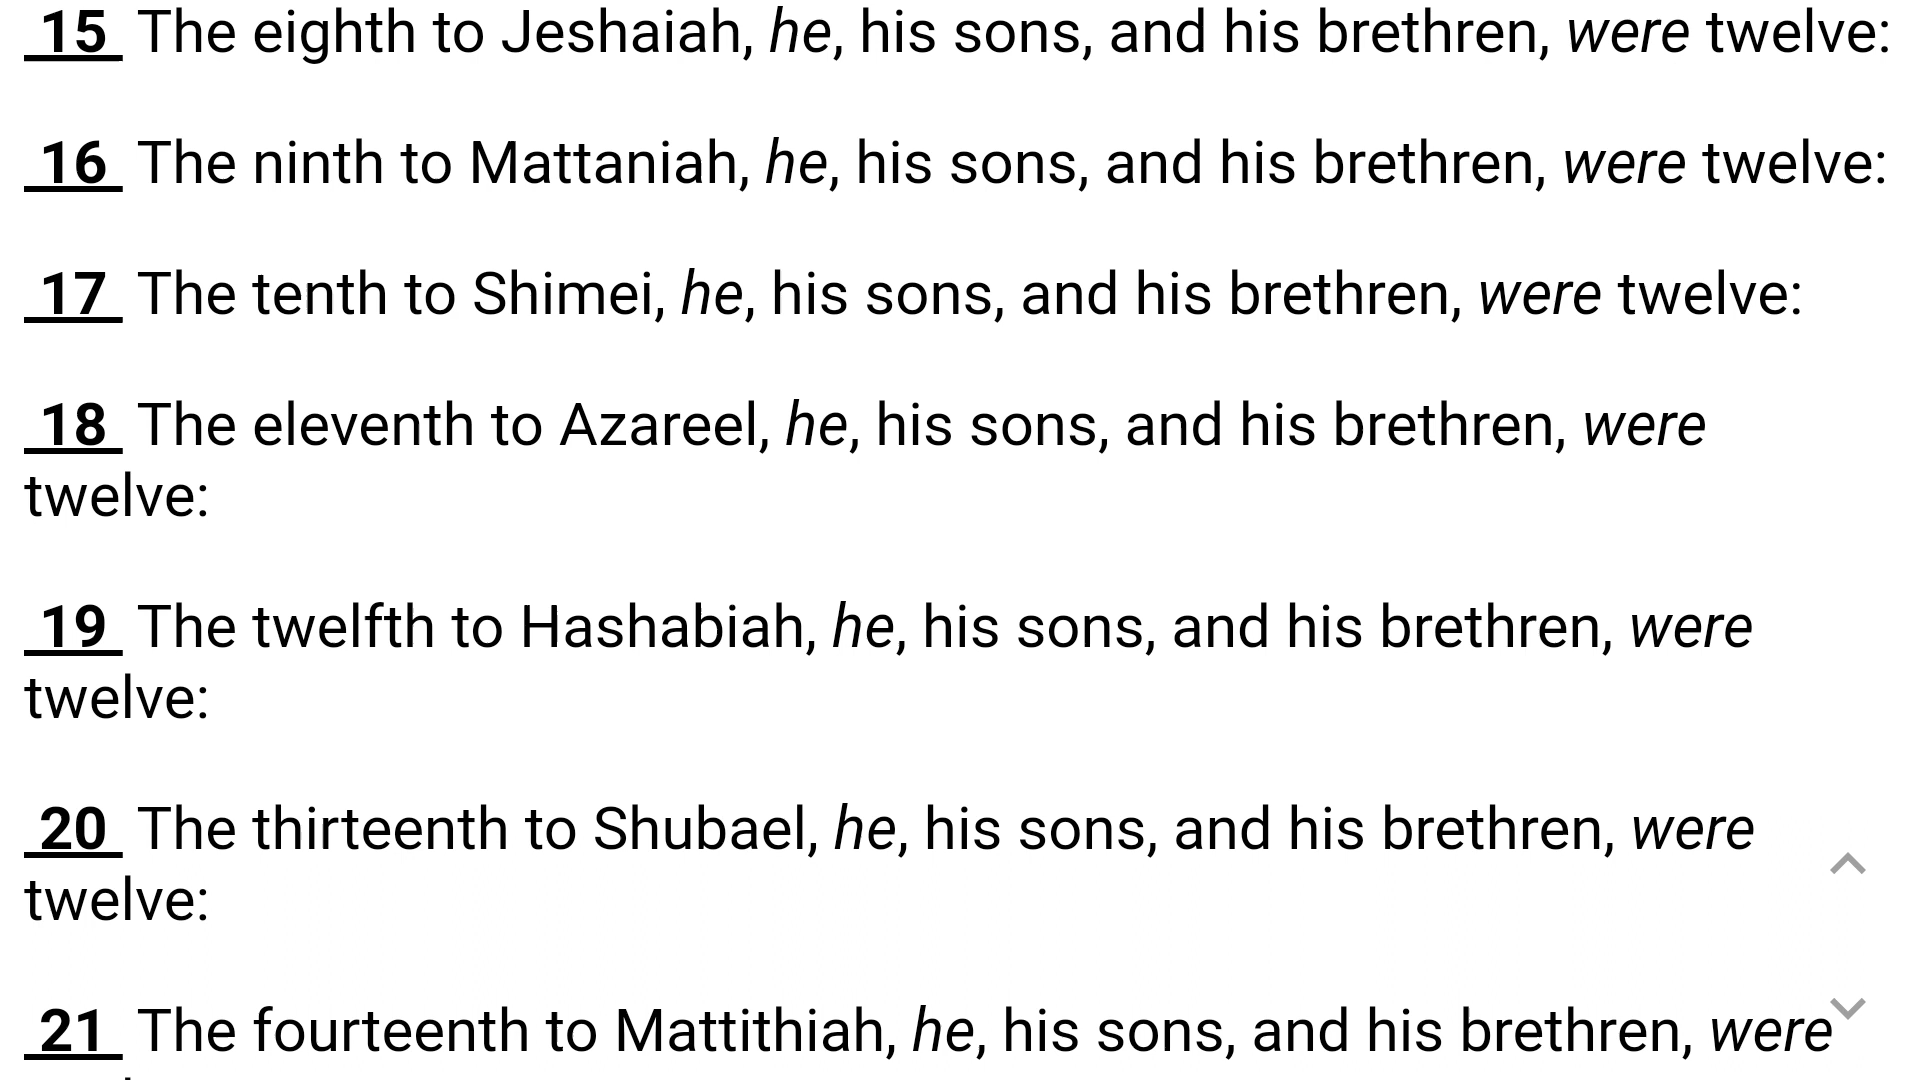 15 The eighth to Jeshaiah, he, his sons, and his brethren, were twelve:
16 The ninth to Mattaniah, he, his sons, and his brethren, were twelve:
17 The tenth to Shimei, he, his sons, and his brethren, were twelve:
18 The eleventh to Azareel, he, his sons, and his brethren, were
twelve:
19 The twelfth to Hashabiah, he, his sons, and his brethren, were
twelve:
20 The thirteenth to Shubael, he, his sons, and his brethren, were
twelve:
21 The fourteenth to Mattithiah, he, his sons, and his brethren, were